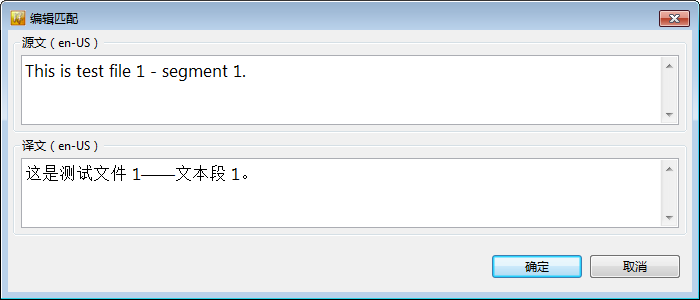 编辑匹配
源文 ( en-US )
This is test file 1 - segment 1.
译文 ( en-US )
这是测试文件 1——文本段 1。
确定
取消